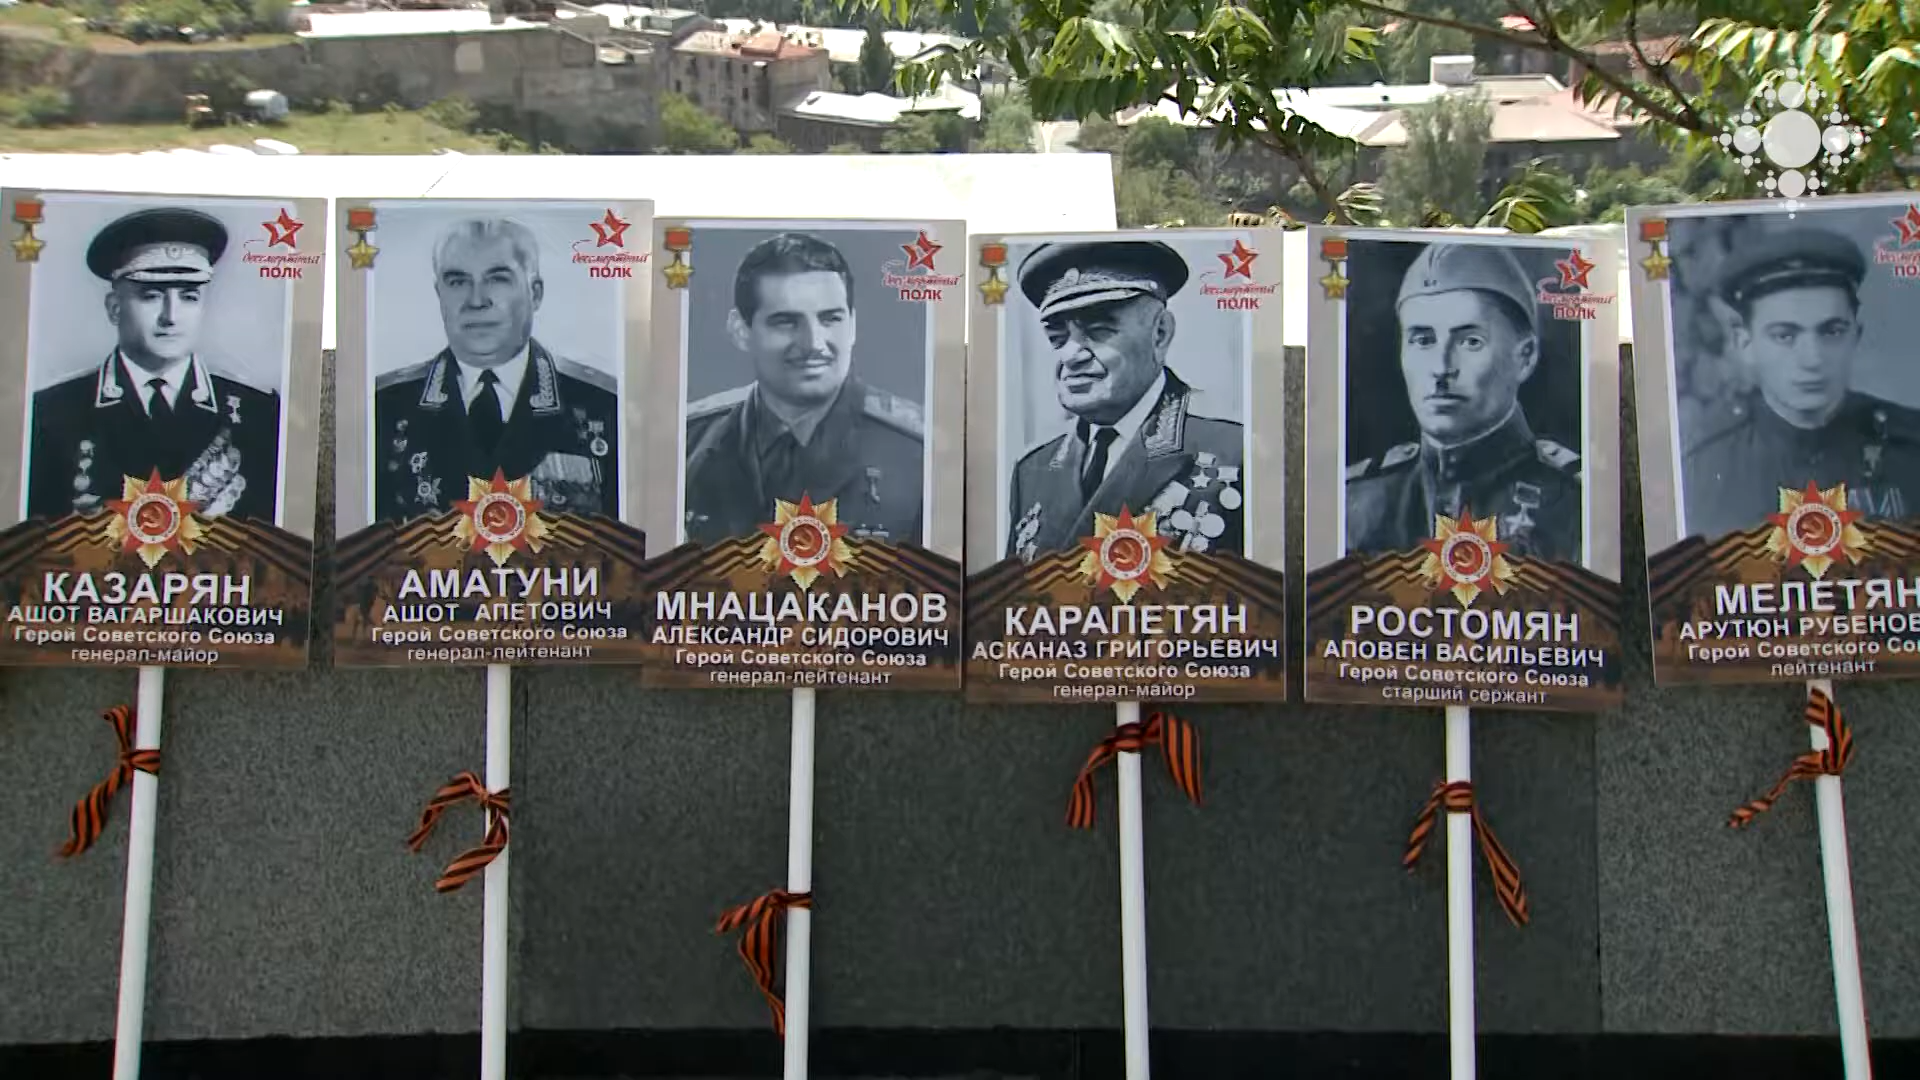 бессмертный
ПОЛК
КАЗАРЯН
АШОТ ВАГАРШАКОВИЧ
Герой Советского Союза
генерал-майор
бессмертный
ПОЛК
АМАТУНИ
АШОТ АПЕТОВИЧ
Герой Советского Союза
генерал-лейтенант
бессмертный
ПОЛК
МНАЦАКАНОВ
АЛЕКСАНДР СИДОРОВИЧ
Герой Советского Союза
генерал-лейтенант
бессмертный
ПОЛК
КАРАПЕТЯН
АСКАНАЗ ГРИГОРЬЕВИЧ
Герой Советского Союза
генерал-майор
бессмертный
ПОЛК
РОСТОМЯН
АПОВЕН ВАСИЛЬЕВИЧ
Герой Советского Союза
старший сержант
МЕЛЕТЯН
АРУТЮН РУБЕНОВ
Герой Советского Сою
лейтенант